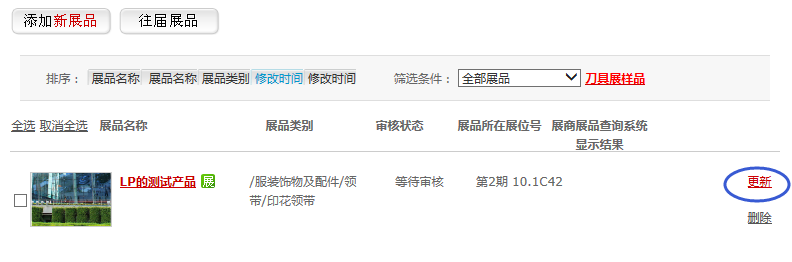 添加新展品 往届展品
排序： 展品名称 展品名称 展品类别 修改时间 修改时间 筛选条件： 全部展品 刀具展样品
全选 取消全选 展品名称 展品类别 审核状态 展品所在展位号 展商展品查询系统
显示结果
LP的测试产品 展 /服装饰物及配件/领 等待审核 第2期 10.1C42 更新
带/印花领带
删除